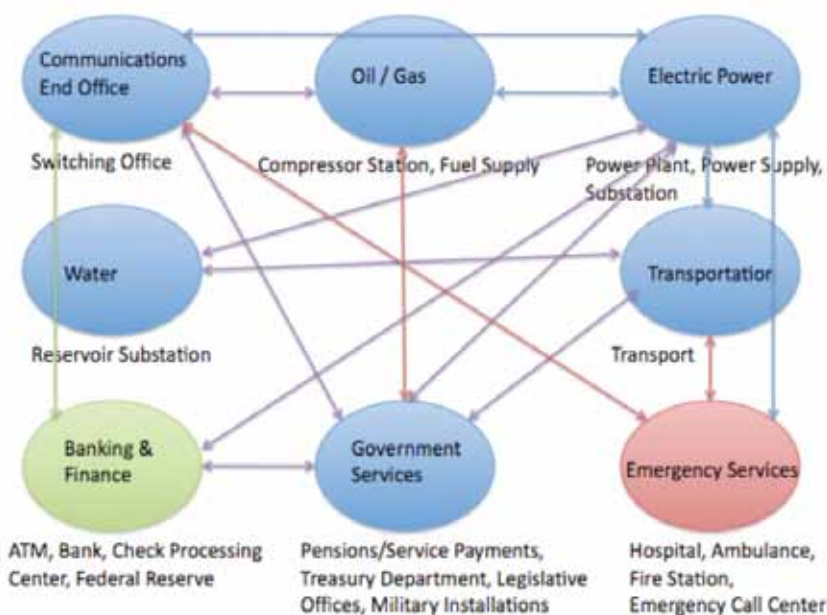 Communications
End Office
Oil / Gas
Electric Power
Switching Office
Compressor Station, Fuel Supply
Power Plant, Power Supply,
Substation
Water
Transportation
Reservoir Substation
Transport
Banking &
Finance
Government
Services
Emergency Services
ATM, Bank, Check Processing
Center, Federal Reserve
Pensions/Service Payments,
Treasury Department, Legislative
Offices, Military Installations
Hospital, Ambulance,
Fire Station,
Emergency Call Center